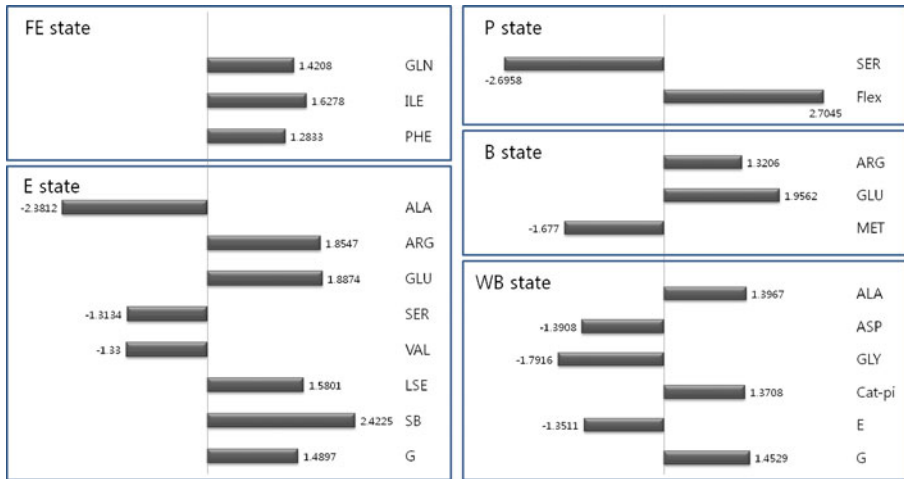 FE state
1.4208 GLN
1.6278 ILE
1.2833 PHE
E state
-2.3812 ALA
1.8547 ARG
1.8874 GLU
-1.3134 SER
-1.33 VAL
1.5801 LSE
2.4225 SB
1.4897 G
P state
-2.6958 SER
2.7045 Flex
B state
1.3206 ARG
1.9562 GLU
-1.677 MET
WB state
1.3967 ALA
-1.3908 ASP
-1.7916 GLY
1.3708 Cat-pi
-1.3511 E
1.4529 G